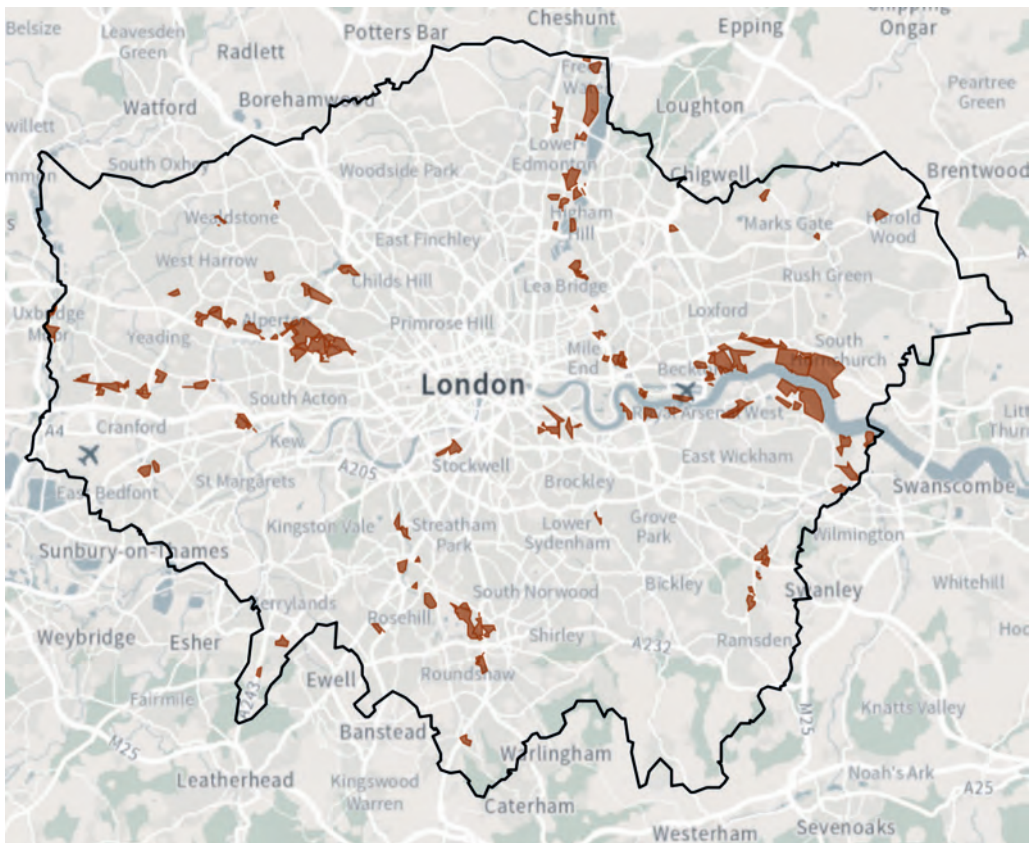 Cheshunt
Belsize
Leavesden
Green
Potters Bar
Epping
Ongar
Radlett
Watford
Borehamwood
Loughton
Peartree
Green
Lower
Edmonton
South Oxhey
Woodside Park
Chigwell
Brentwood
Wealdstone
East Finchley
Higham
Hill
Marks Gate
Harold
Wood
West Harrow
Childs Hill
Lea Bridge
Rush Green
Uxbridge
Moor
Yeading
Alperton
Primrose Hill
Loxford
South
Hornchurch
Mile
End
London
South Acton
Royal Arsenal West
A4
Cranford
Kew
A205
Stockwell
East Wickham
St Margarets
East Bedfont
Brockley
Swanscombe
Kingston Vale
Streatham
Park
Lower
Sydenham
Grove
Park
Wilmington
Sunbury-on-Thames
Bickley
Swanley
Whitehill
South Norwood
Rosehill
Weybridge
Esher
Shirley
A232
Ramsden
Roundshaw
Ewell
Fairmile
A243
Knatts Valley
M25
M25
Banstead
Warlingham
Leatherhead
Kingswood
Warren
Caterham
Noah's Ark
A25
Westerham
Sevenoaks